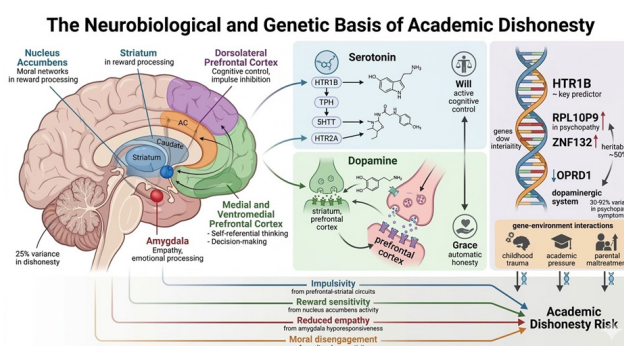 The Neurobiological and Genetic Basis of Academic Dishonesty
Nucleus
Accumbens
Moral networks
in reward processing
Striatum
in reward processing
Dorsolateral
Prefrontal Cortex
Cognitive control,
impulse inhibition
AC
Caudate
Striatum
Medial and
Ventromedial
Prefrontal Cortex
- Self-referential thinking
- Decision-making
Amygdala
Empathy,
emotional processing
25% variance
in dishonesty
Serotonin
HTR1B
TPH
5HTT
HTR2A
Will
active
cognitive
control
Dopamine
striatum,
prefrontal
cortex
prefrontal
cortex
Grace
automatic
honesty
genes
dow
interiaitity
HTR1B
~ key predictor
RPL10P9
in psychopathy
ZNF132
heritab
~50%
OPRD1
dopaminergic
system
30-92% varia
in psychopa
symptom
gene-environment interactions
childhood
trauma
academic
pressure
parental
maltreatme
Impulsivity
from prefrontal-striatal circuits
Reward sensitivity
from nucleus accumbens activity
Reduced empathy
from amygdala hyporesponsiveness
Moral disengagement
Academic
Dishonesty Risk